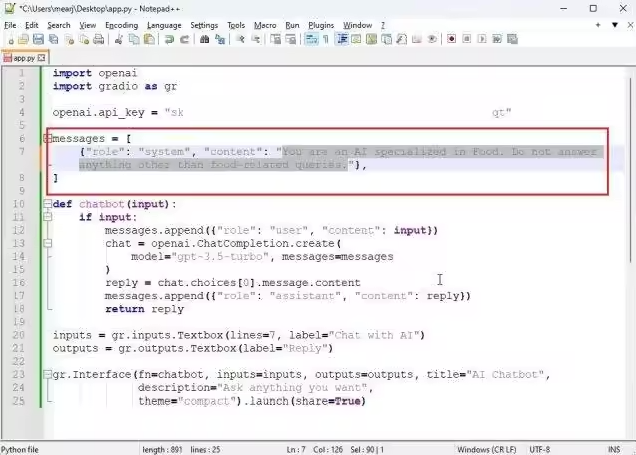 *C:\Users\mearj\Desktop\app.py - Notepad++
File Edit Search View Encoding Language Settings Tools Macro Run Plugins Window ?
app.py
1 import openai
2 import gradio as gr
3
4 openai.api_key = "sk qt"
5
6 messages = [
7 {"role": "system", "content": "You are an AI specialized in Food. Do not answer
anything other than food-related queries."},
8 ]
9
10 def chatbot(input):
11 if input:
12 messages.append({"role": "user", "content": input})
13 chat = openai.ChatCompletion.create(
14 model="gpt-3.5-turbo", messages=messages
15 )
16 reply = chat.choices[0].message.content
17 messages.append({"role": "assistant", "content": reply})
18 return reply
19
20 inputs = gr.inputs.Textbox(lines=7, label="Chat with AI")
21 outputs = gr.outputs.Textbox(label="Reply")
22
23 gr.Interface(fn=chatbot, inputs=inputs, outputs=outputs, title="AI Chatbot",
24 description="Ask anything you want",
25 theme="compact").launch(share=True)
Python file length : 891 lines : 25 Ln : 7 Col : 126 Sel : 90 | 1 Windows (CR LF) UTF-8 INS